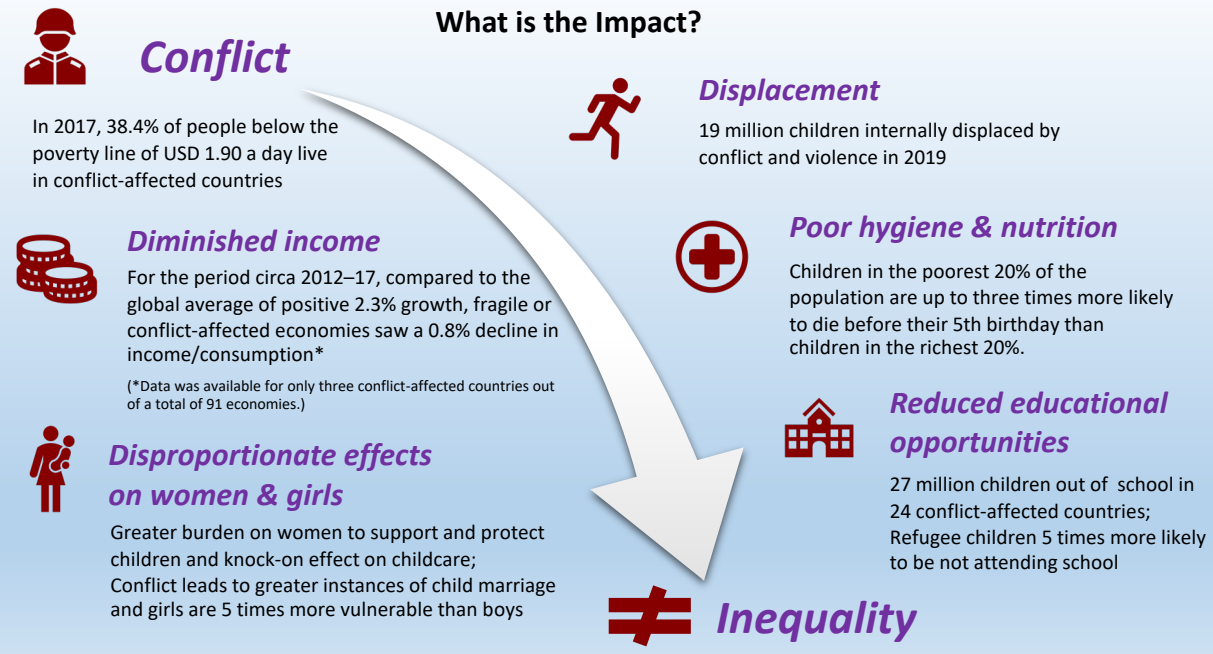 What is the Impact?
Conflict
In 2017, 38.4% of people below the
poverty line of USD 1.90 a day live
in conflict-affected countries
Diminished income
For the period circa 2012–17, compared to the
global average of positive 2.3% growth, fragile or
conflict-affected economies saw a 0.8% decline in
income/consumption*
(*Data was available for only three conflict-affected countries out
of a total of 91 economies.)
Disproportionate effects
on women & girls
Greater burden on women to support and protect
children and knock-on effect on childcare;
Conflict leads to greater instances of child marriage
and girls are 5 times more vulnerable than boys
Displacement
19 million children internally displaced by
conflict and violence in 2019
Poor hygiene & nutrition
Children in the poorest 20% of the
population are up to three times more likely
to die before their 5th birthday than
children in the richest 20%.
Reduced educational
opportunities
27 million children out of school in
24 conflict-affected countries;
Refugee children 5 times more likely
to be not attending school
Inequality